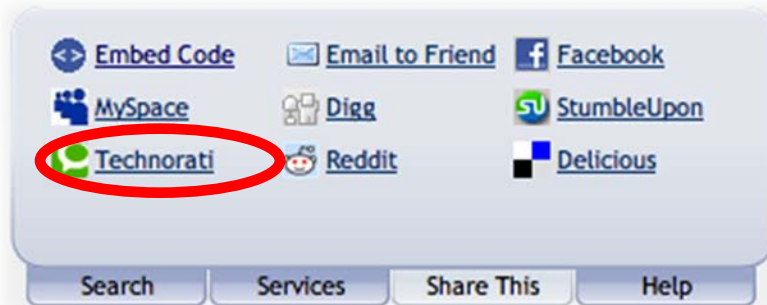 Embed Code Email to Friend Facebook
MySpace Digg StumbleUpon
Technorati Reddit Delicious
Search Services Share This Help